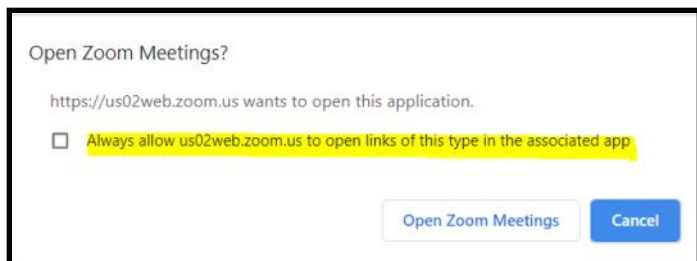 Open Zoom Meetings?
https://us02web.zoom.us wants to open this application.
Always allow us02web.zoom.us to open links of this type in the associated app
Open Zoom Meetings Cancel